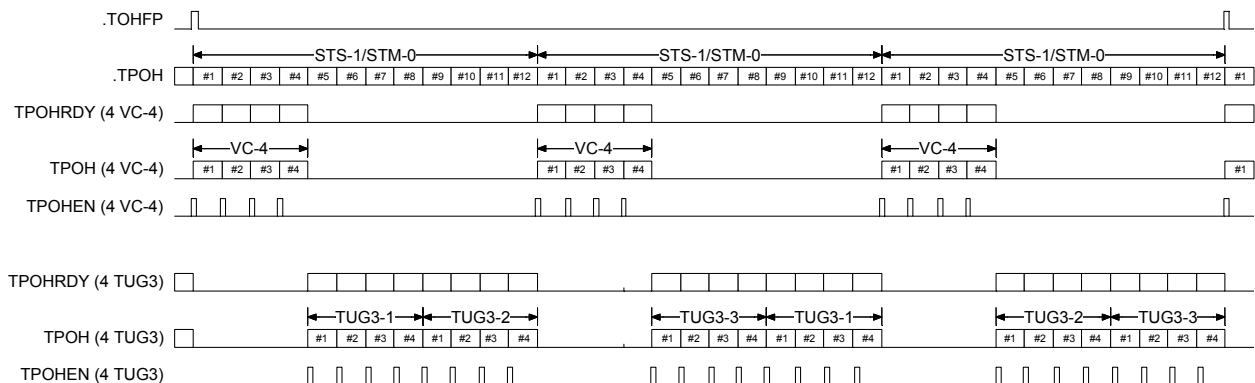 .TOHFP
STS-1/STM-0 STS-1/STM-0 STS-1/STM-0
.TPOH #1 #2 #3 #4 #5 #6 #7 #8 #9 #10 #11 #12 #1 #2 #3 #4 #5 #6 #7 #8 #9 #10 #11 #12 #1 #2 #3 #4 #5 #6 #7 #8 #9 #10 #11 #12 #1
TPOHRDY (4 VC-4)
VC-4 VC-4 VC-4
TPOH (4 VC-4) #1 #2 #3 #4 #1 #2 #3 #4 #1 #2 #3 #4 #1
TPOHEN (4 VC-4)
TPOHRDY (4 TUG3)
TUG3-1 TUG3-2 TUG3-3 TUG3-1 TUG3-2 TUG3-3
TPOH (4 TUG3) #1 #2 #3 #4 #1 #2 #3 #4 #1 #2 #3 #4 #1 #2 #3 #4 #1 #2 #3 #4 #1 #2 #3 #4
TPOHEN (4 TUG3)